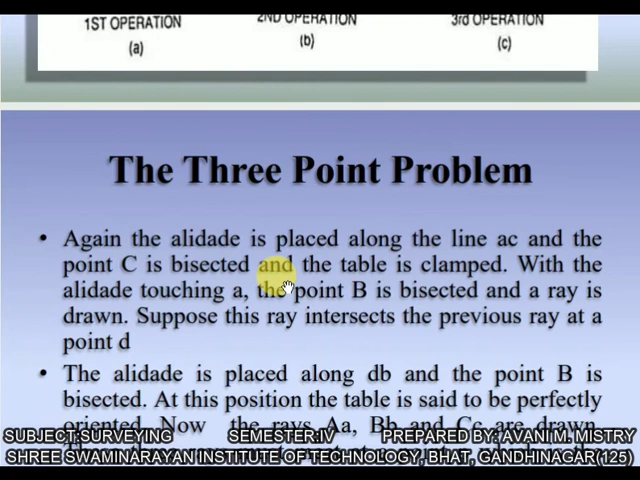 1ST OPERATION
2ND OPERATION
3rd OPERATION
(a)
(b)
(c)
The Three Point Problem
• Again the alidade is placed along the line ac and the
point C is bisected and the table is clamped. With the
alidade touching a, the point B is bisected and a ray is
drawn. Suppose this ray intersects the previous ray at a
point d
• The alidade is placed along db and the point B is
bisected. At this position the table is said to be perfectly
oriented. Now the rays Aa, Bb and Cc are drawn.
SUBJECT:SURVEYING SEMESTER:IV PREPARED BY: AVANI M. MISTRY
SHREE SWAMINARAYAN INSTITUTE OF TECHNOLOGY, BHAT, GANDHINAGAR(125)